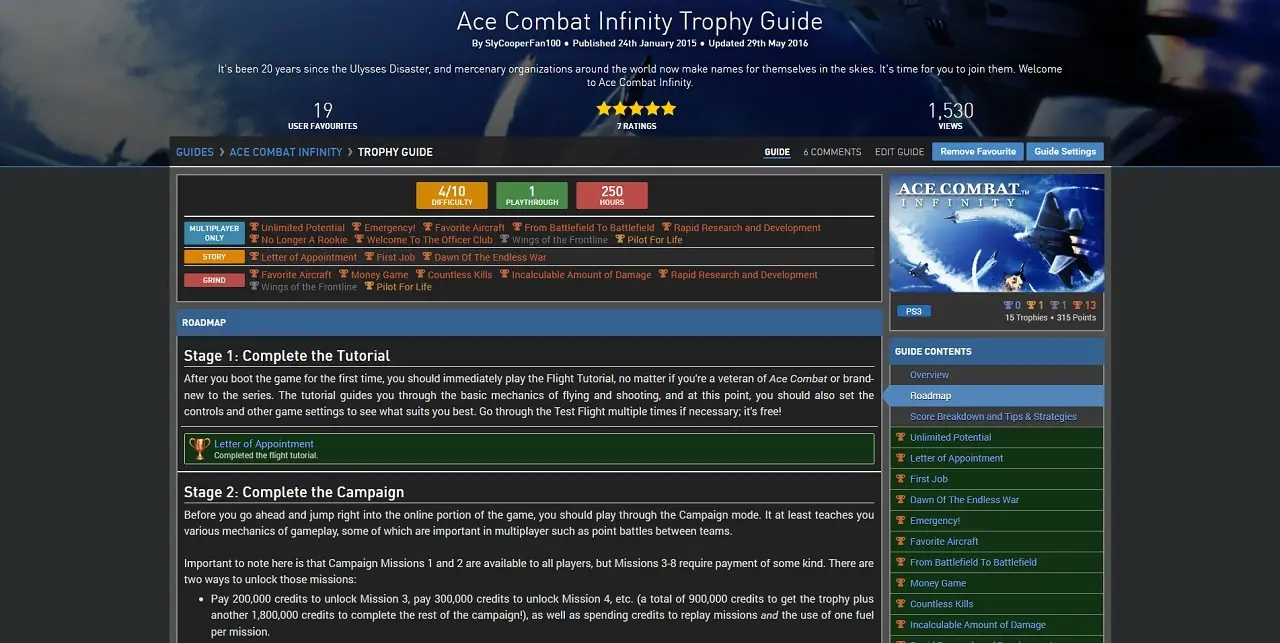 Ace Combat Infinity Trophy Guide
By SlyCooperFan100 • Published 24th January 2015 • Updated 29th May 2016
It's been 20 years since the Ulysses Disaster, and mercenary organizations around the world now make names for themselves in the skies. It's time for you to join them. Welcome
to Ace Combat Infinity.
19
USER FAVOURITES
7 RATINGS
1,530
VIEWS
GUIDES > ACE COMBAT INFINITY > TROPHY GUIDE
GUIDE 6 COMMENTS EDIT GUIDE Remove Favourite Guide Settings
4/10
DIFFICULTY
1
PLAYTHROUGH
250
HOURS
MULTIPLAYER
ONLY
Unlimited Potential Emergency! Favorite Aircraft From Battlefield To Battlefield Rapid Research and Development
No Longer A Rookie Welcome To The Officer Club Wings of the Frontline Pilot For Life
STORY
Letter of Appointment First Job Dawn Of The Endless War
GRIND
Favorite Aircraft Money Game Countless Kills Incalculable Amount of Damage Rapid Research and Development
Wings of the Frontline Pilot For Life
ROADMAP
Stage 1: Complete the Tutorial
After you boot the game for the first time, you should immediately play the Flight Tutorial, no matter if you're a veteran of Ace Combat or brand-
new to the series. The tutorial guides you through the basic mechanics of flying and shooting, and at this point, you should also set the
controls and other game settings to see what suits you best. Go through the Test Flight multiple times if necessary; it's free!
Letter of Appointment
Completed the flight tutorial.
Stage 2: Complete the Campaign
Before you go ahead and jump right into the online portion of the game, you should play through the Campaign mode. It at least teaches you
various mechanics of gameplay, some of which are important in multiplayer such as point battles between teams.
Important to note here is that Campaign Missions 1 and 2 are available to all players, but Missions 3-8 require payment of some kind. There are
two ways to unlock those missions:
• Pay 200,000 credits to unlock Mission 3, pay 300,000 credits to unlock Mission 4, etc. (a total of 900,000 credits to get the trophy plus
another 1,800,000 credits to complete the rest of the campaign!), as well as spending credits to replay missions and the use of one fuel
per mission.
ACE COMBAT™
INFINITY
PS3
0 1 1 13
15 Trophies • 315 Points
GUIDE CONTENTS
Overview
Roadmap
Score Breakdown and Tips & Strategies
Unlimited Potential
Letter of Appointment
First Job
Dawn Of The Endless War
Emergency!
Favorite Aircraft
From Battlefield To Battlefield
Money Game
Countless Kills
Incalculable Amount of Damage